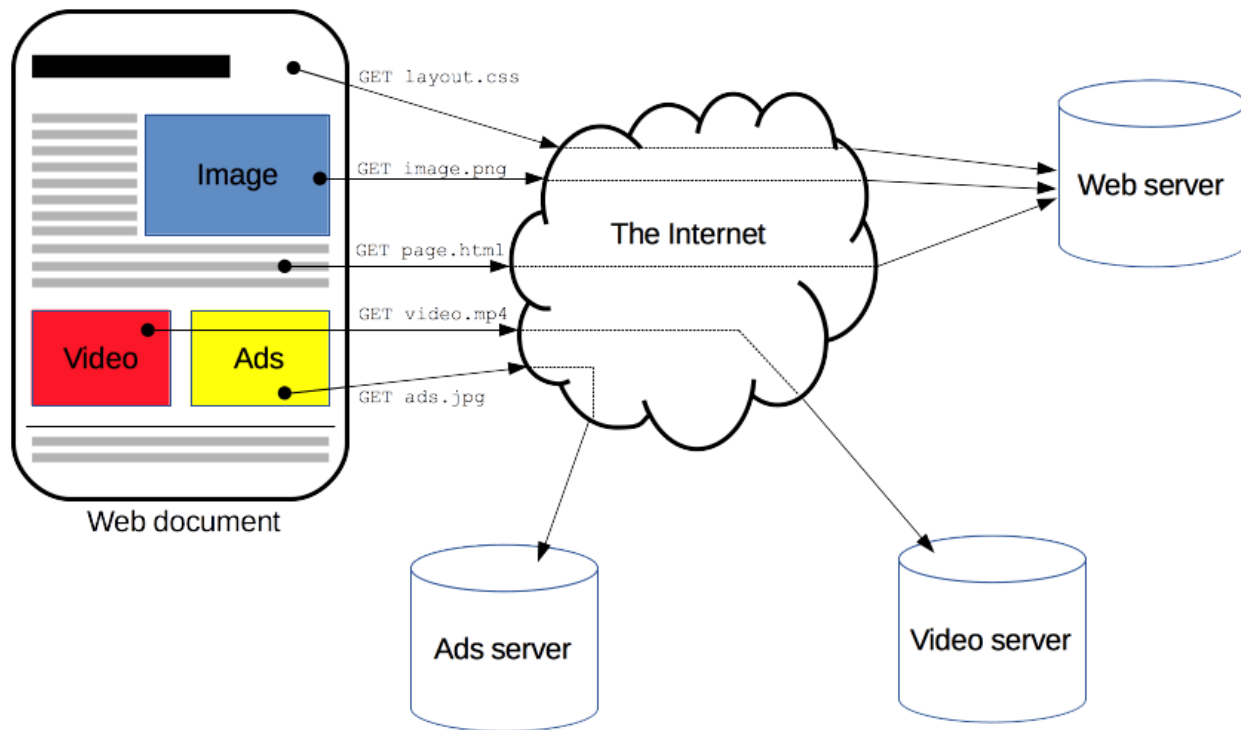 GET layout.css
Image
GET image.png
Web server
The Internet
GET page.html
GET video.mp4
Video
Ads
GET ads.jpg
Web document
Ads server
Video server